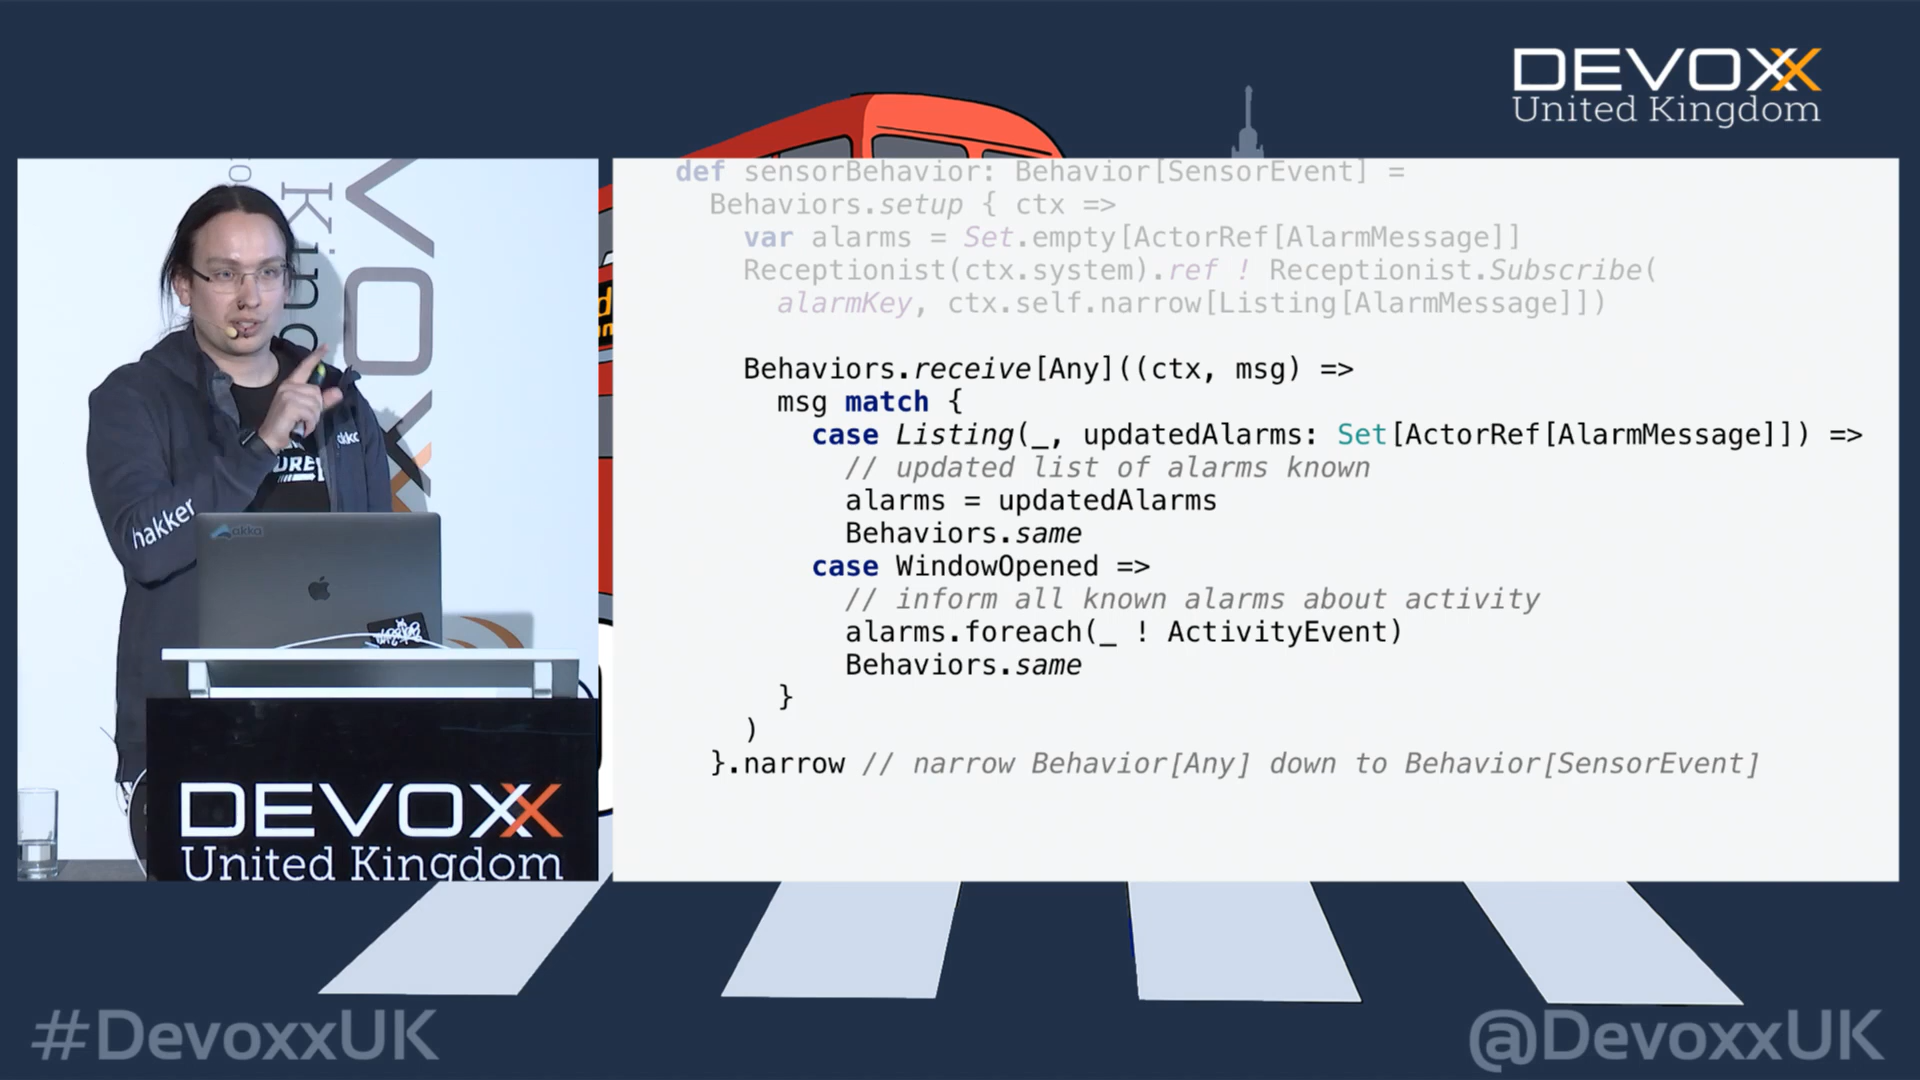 DEVOXX
United Kingdom
def sensorBehavior: Behavior[SensorEvent] =
Behaviors.setup { ctx =>
var alarms = Set.empty[ActorRef[AlarmMessage]]
Receptionist(ctx.system).ref ! Receptionist.Subscribe(
alarmKey, ctx.self.narrow[Listing[AlarmMessage]])
Behaviors.receive[Any]((ctx, msg) =>
msg match {
case Listing(_, updatedAlarms: Set[ActorRef[AlarmMessage]]) =>
// updated list of alarms known
alarms = updatedAlarms
Behaviors.same
case WindowOpened =>
// inform all known alarms about activity
alarms.foreach(_ ! ActivityEvent)
Behaviors.same
}
)
}.narrow // narrow Behavior[Any] down to Behavior[SensorEvent]
akka
hakker
akka
DEVOXX
United Kingdom
#DevoxxUK
@DevoxxUK